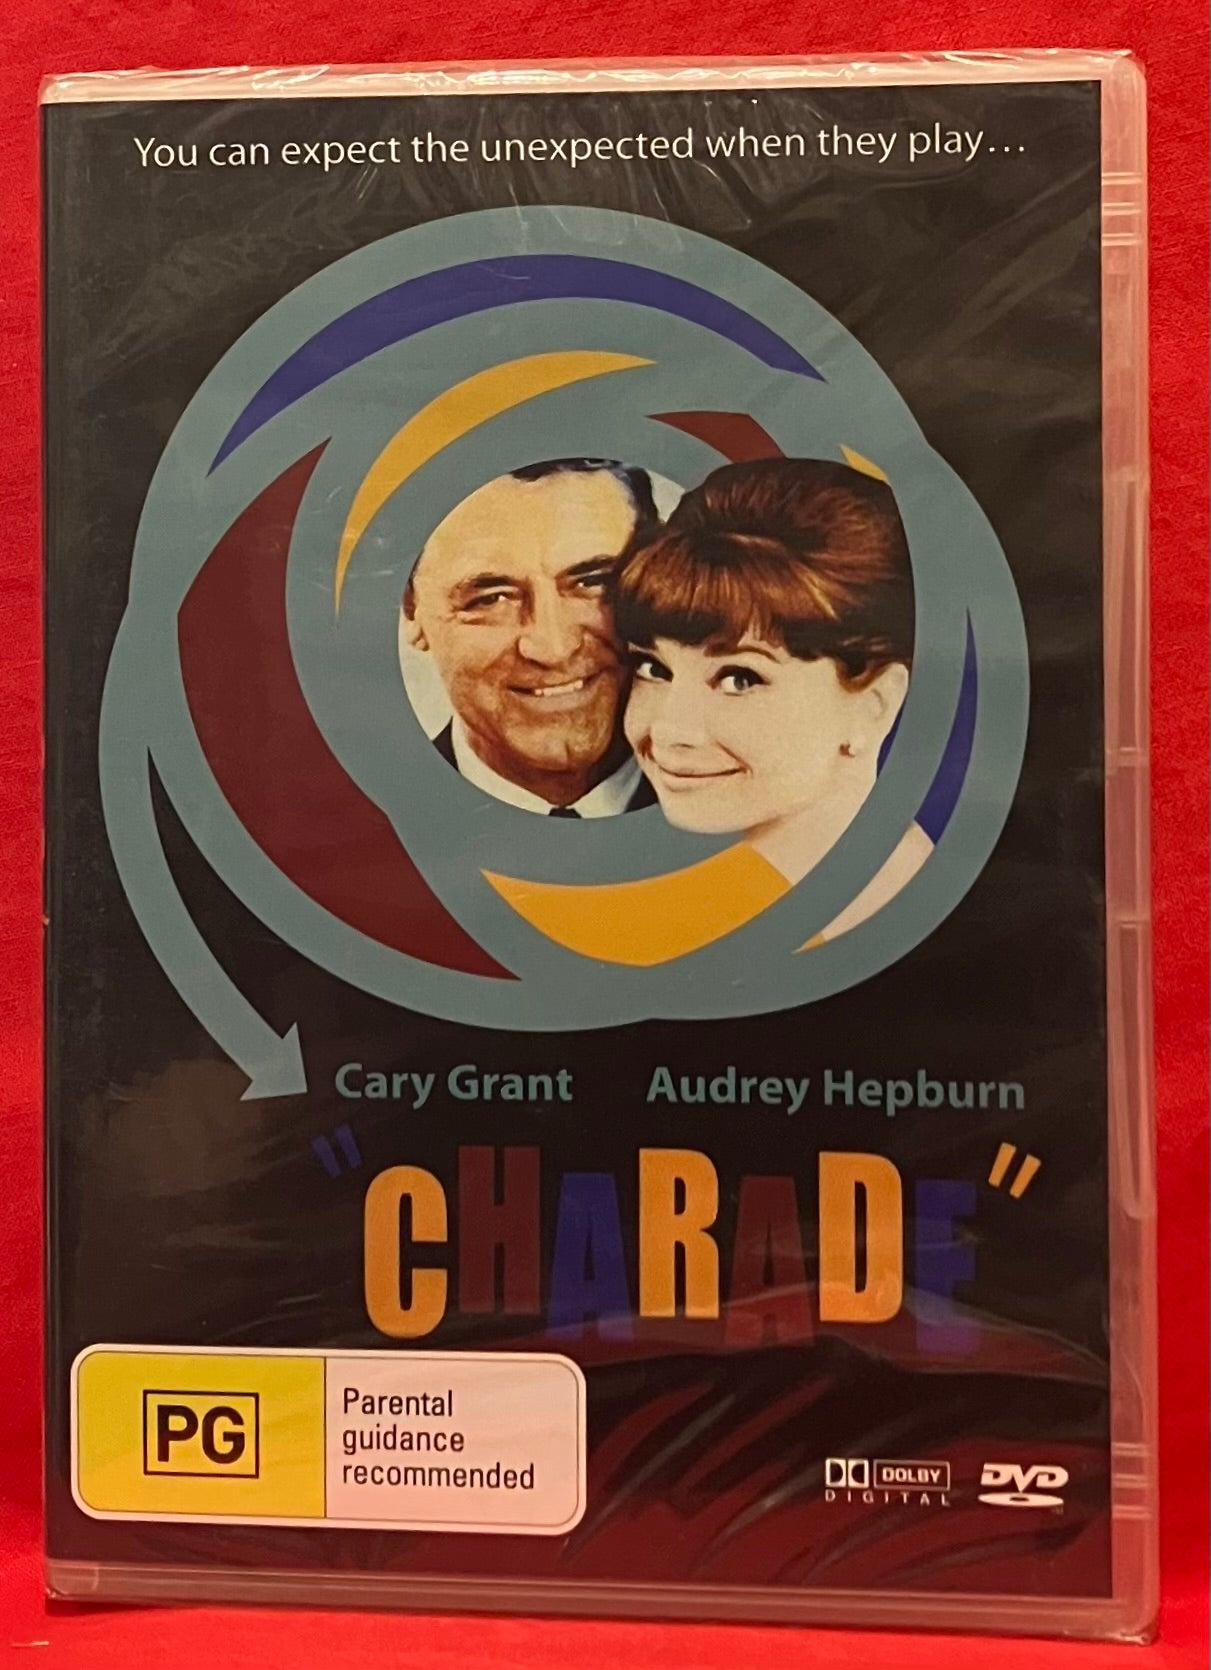 You can expect the unexpected when they play...
Cary Grant Audrey Hepburn
"CHARADE"
PG
Parental
guidance
recommended
DOLBY
DIGITAL
DVD